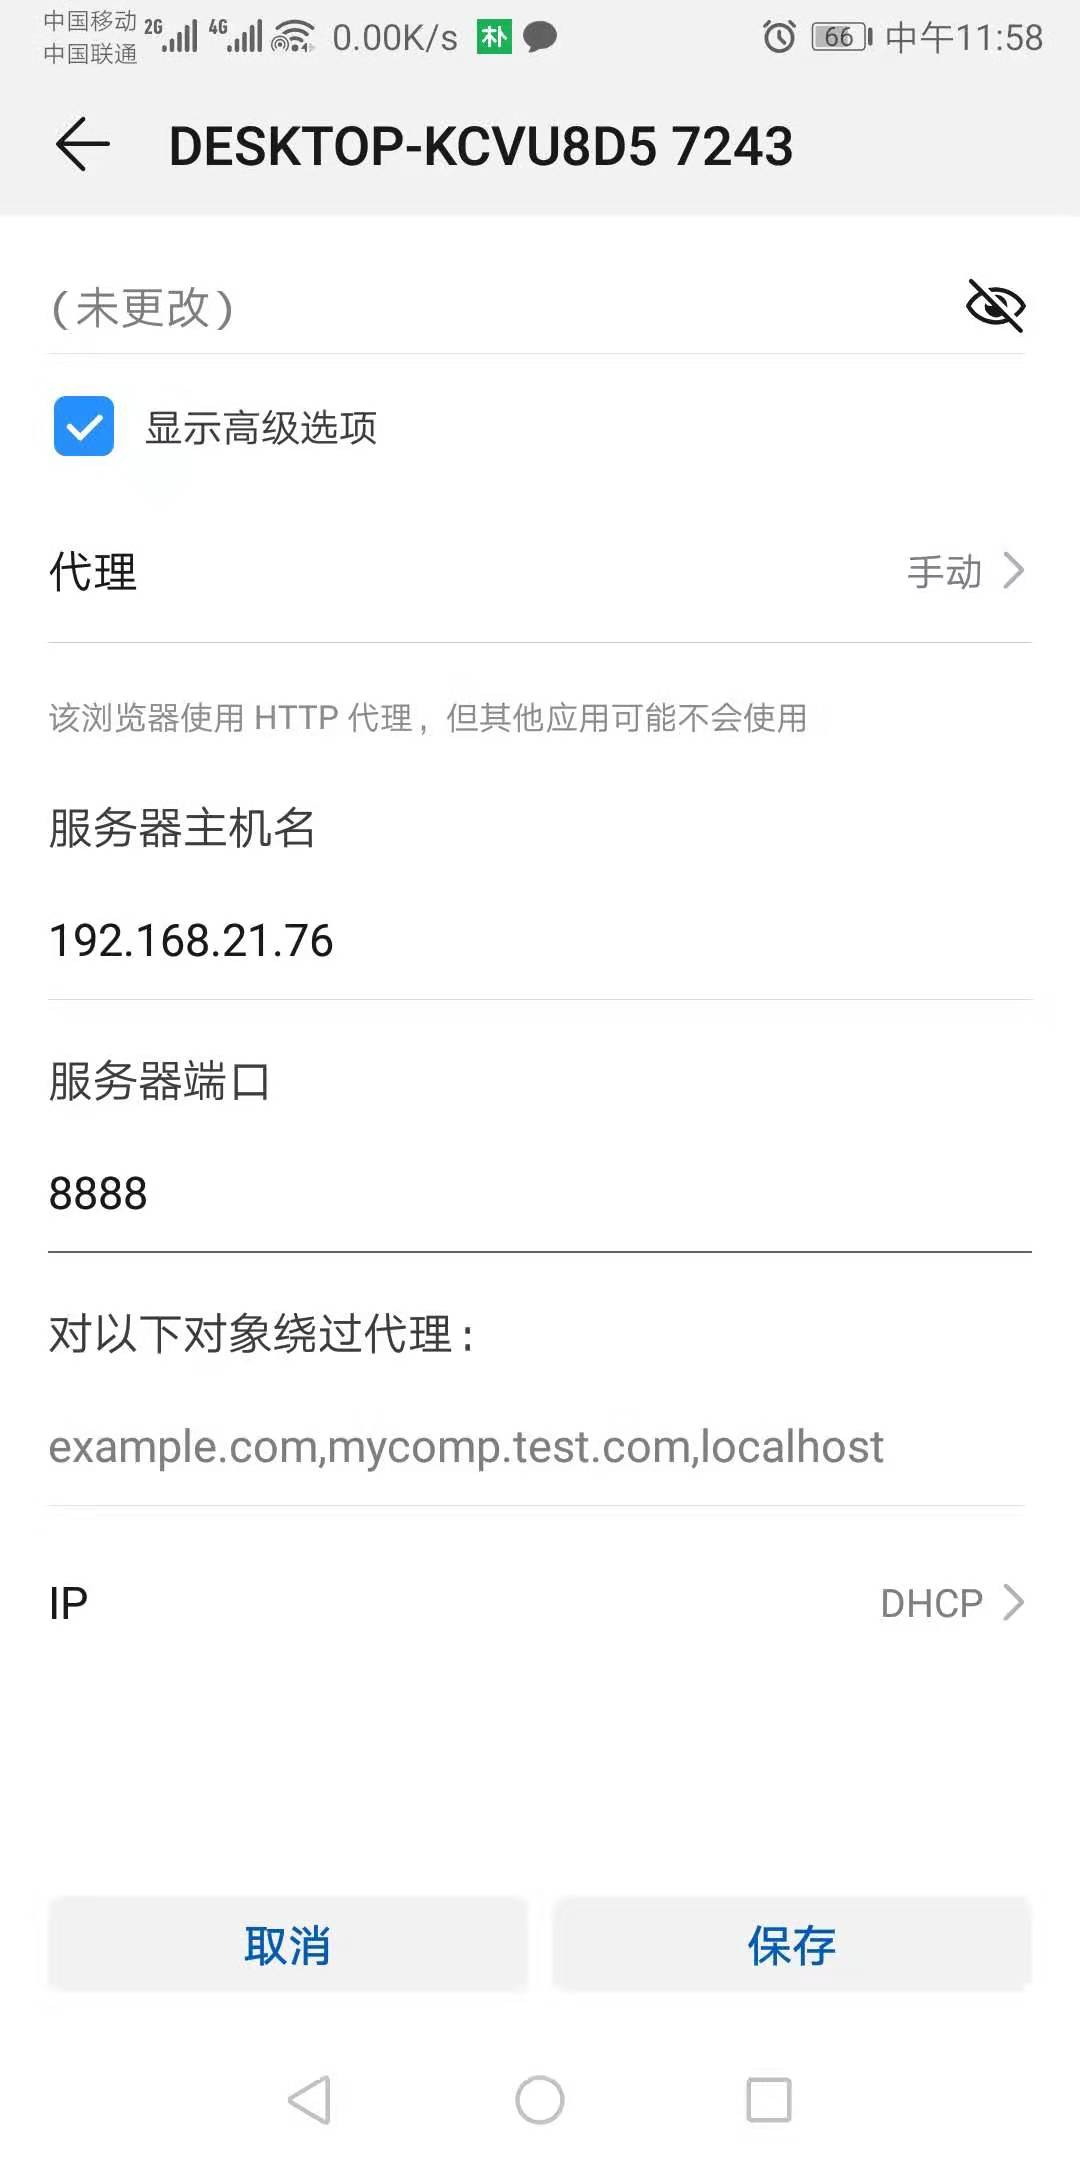 中国移动 2G 4G 0.00K/s 朴 66 中午11:58
中国联通
DESKTOP-KCVU8D5 7243
(未更改)
显示高级选项
代理 手动
该浏览器使用 HTTP 代理，但其他应用可能不会使用
服务器主机名
192.168.21.76
服务器端口
8888
对以下对象绕过代理：
example.com,mycomp.test.com,localhost
IP DHCP
取消 保存